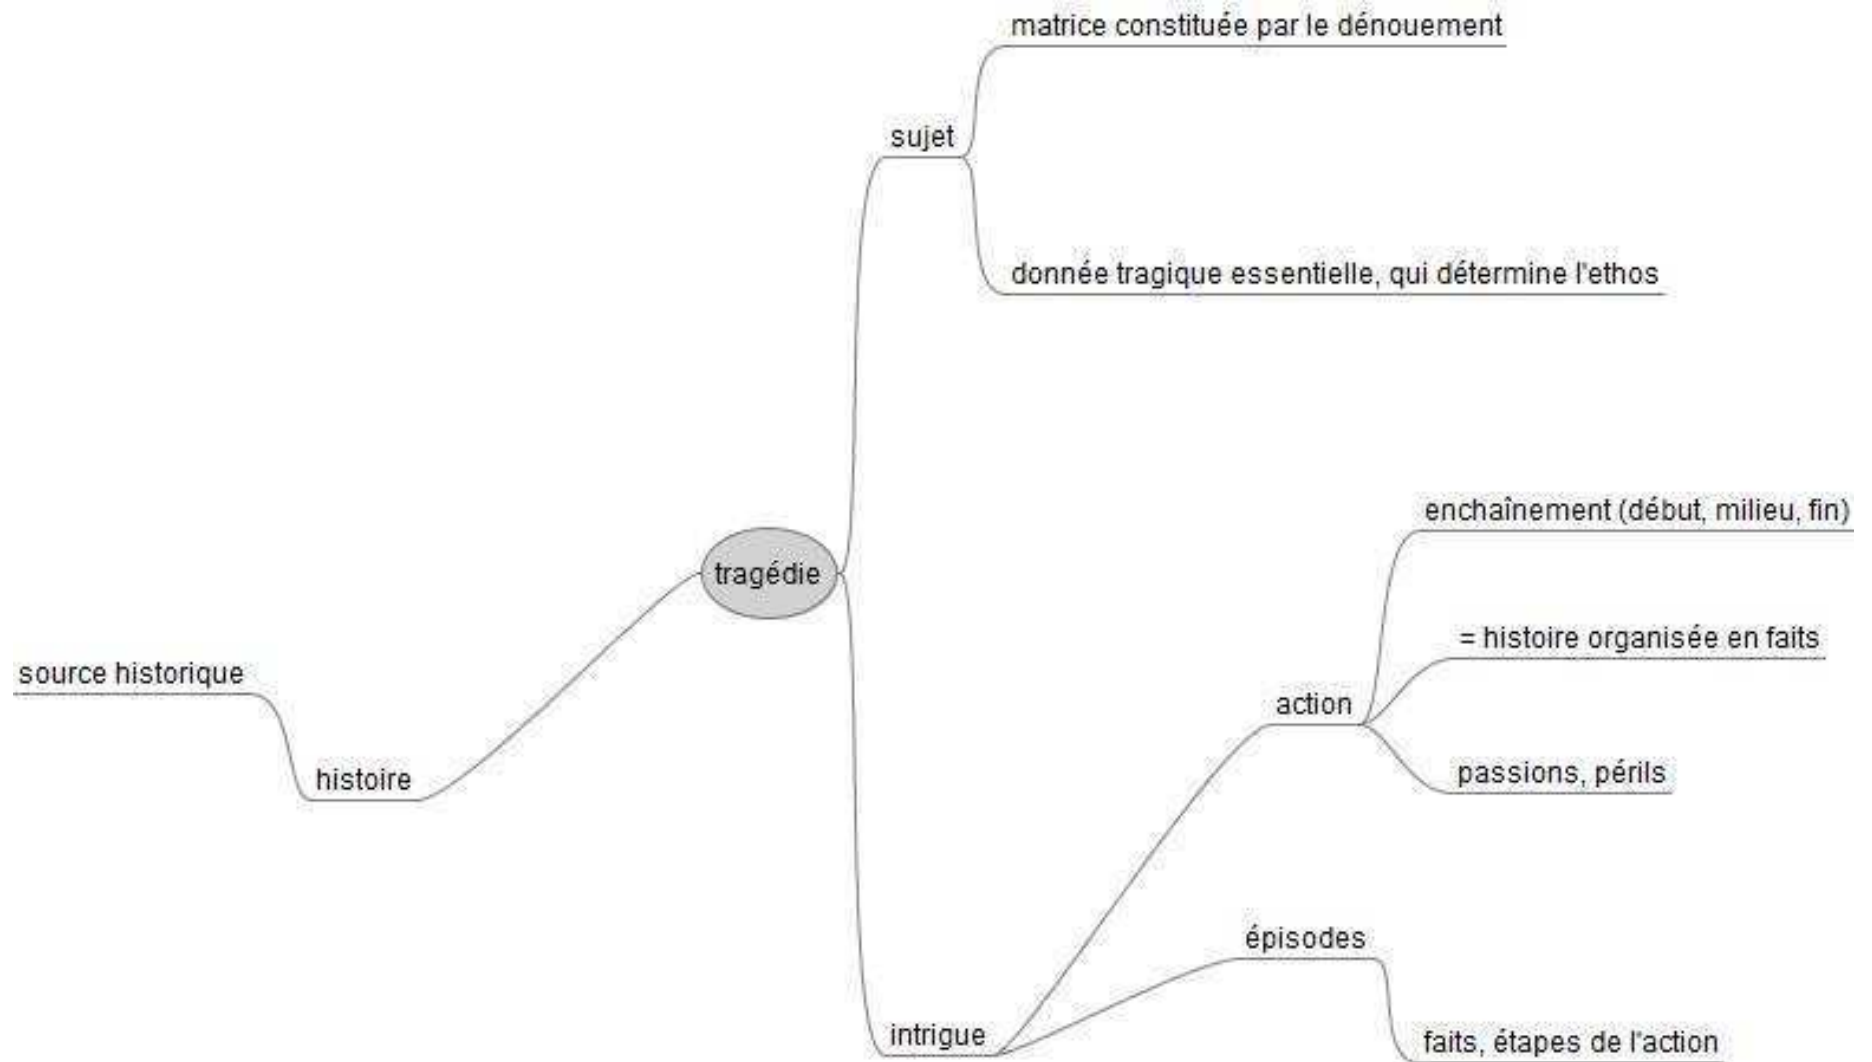 matrice constituée par le dénouement
sujet
donnée tragique essentielle, qui détermine l'ethos
enchaînement (début, milieu, fin)
tragédie
= histoire organisée en faits
source historique
action
passions, périls
histoire
épisodes
intrigue
faits, étapes de l'action